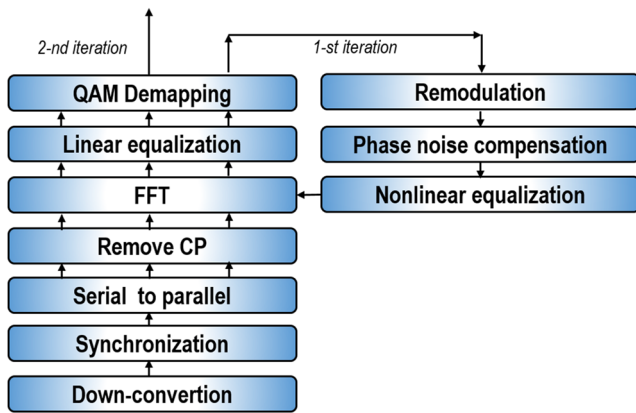 2-nd iteration
1-st iteration
QAM Demapping
Remodulation
Linear equalization
Phase noise compensation
FFT
Nonlinear equalization
Remove CP
Serial to parallel
Synchronization
Down-convertion